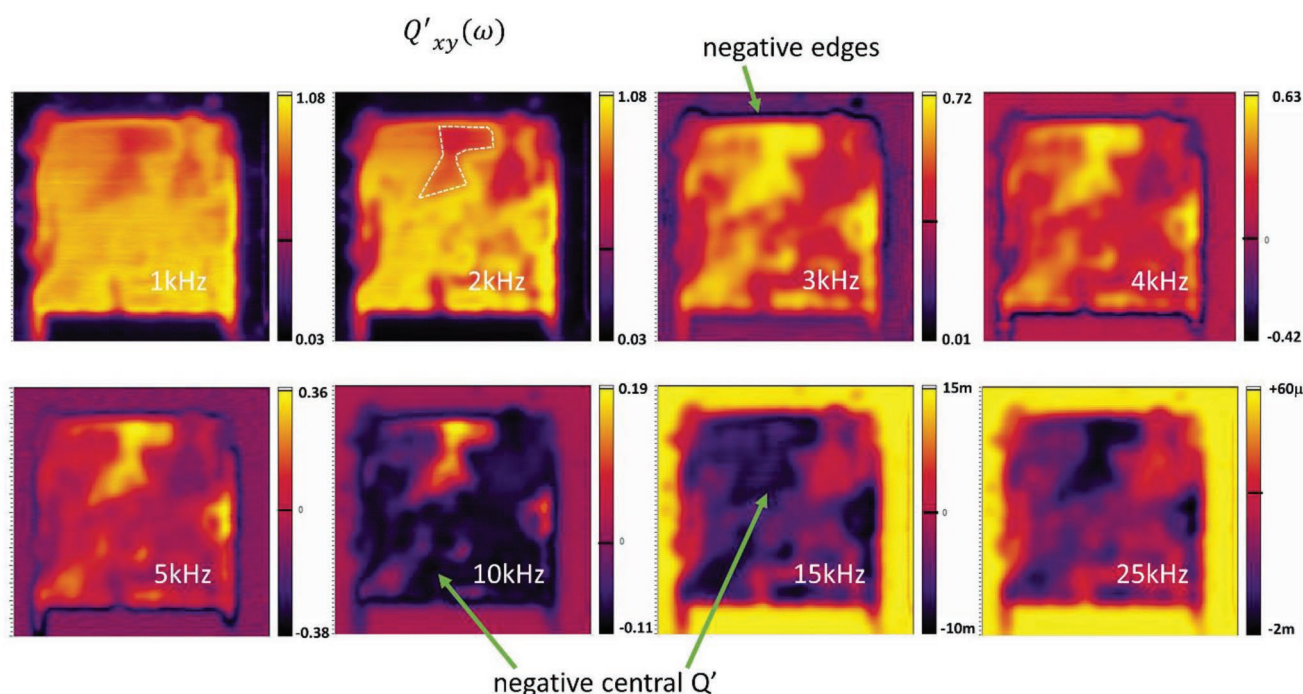 Q′xy(ω)
negative edges
1.08
1kHz
0.03
1.08
2kHz
0.03
0.72
3kHz
0.01
0.63
0
4kHz
-0.42
0.36
0
5kHz
-0.38
0.19
0
10kHz
-0.11
15m
0
15kHz
-10m
+60μ
25kHz
-2m
negative central Q’